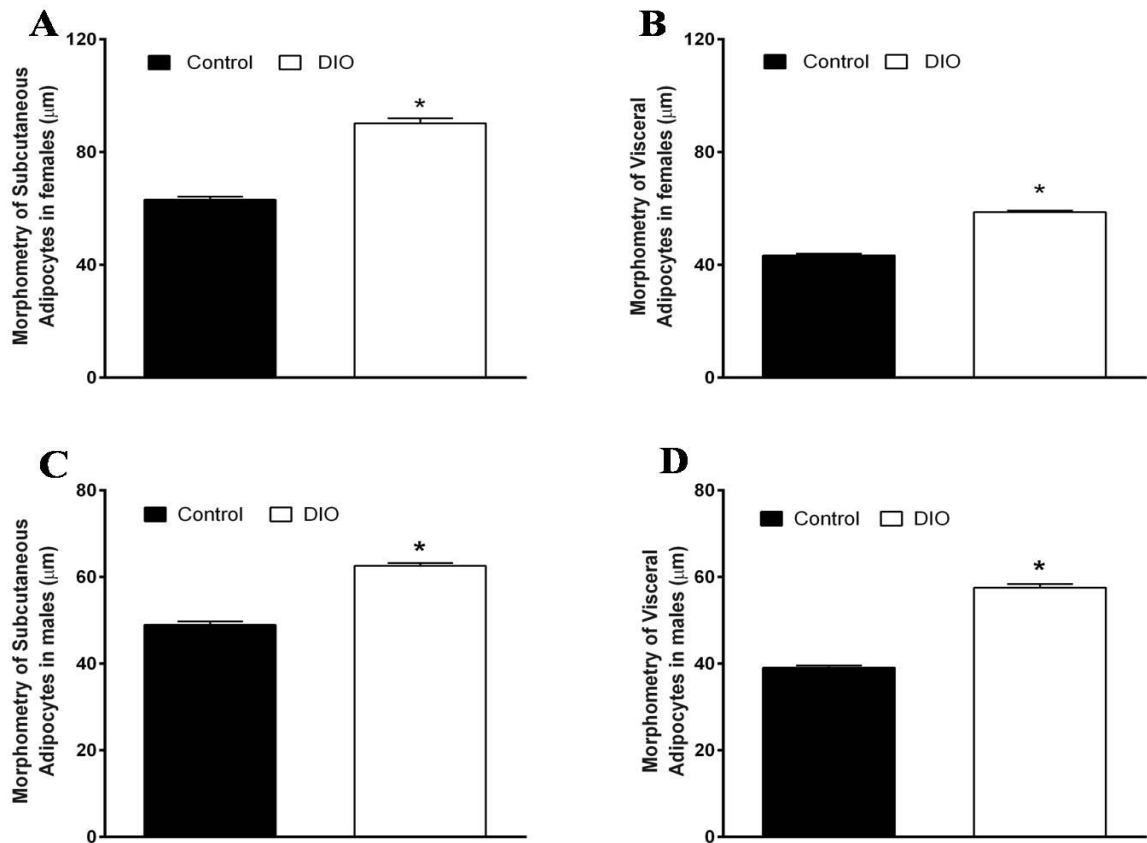 A
Morphometry of Subcutaneous
Adipocytes in females (µm)
120
80
40
0
Control
DIO
*
B
Morphometry of Visceral
Adipocytes in females (µm)
120
80
40
0
Control
DIO
*
C
Morphometry of Subcutaneous
Adipocytes in males (µm)
80
60
40
20
0
Control
DIO
*
D
Morphometry of Visceral
Adipocytes in males (µm)
80
60
40
20
0
Control
DIO
*